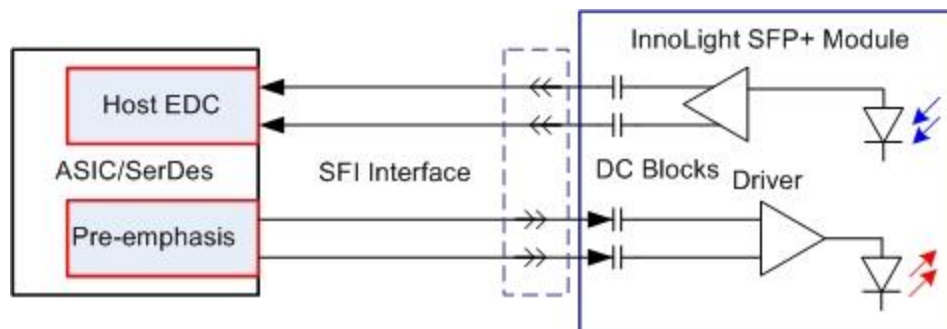 InnoLight SFP+ Module
Host EDC
ASIC/SerDes
SFI Interface
DC Blocks
Driver
Pre-emphasis